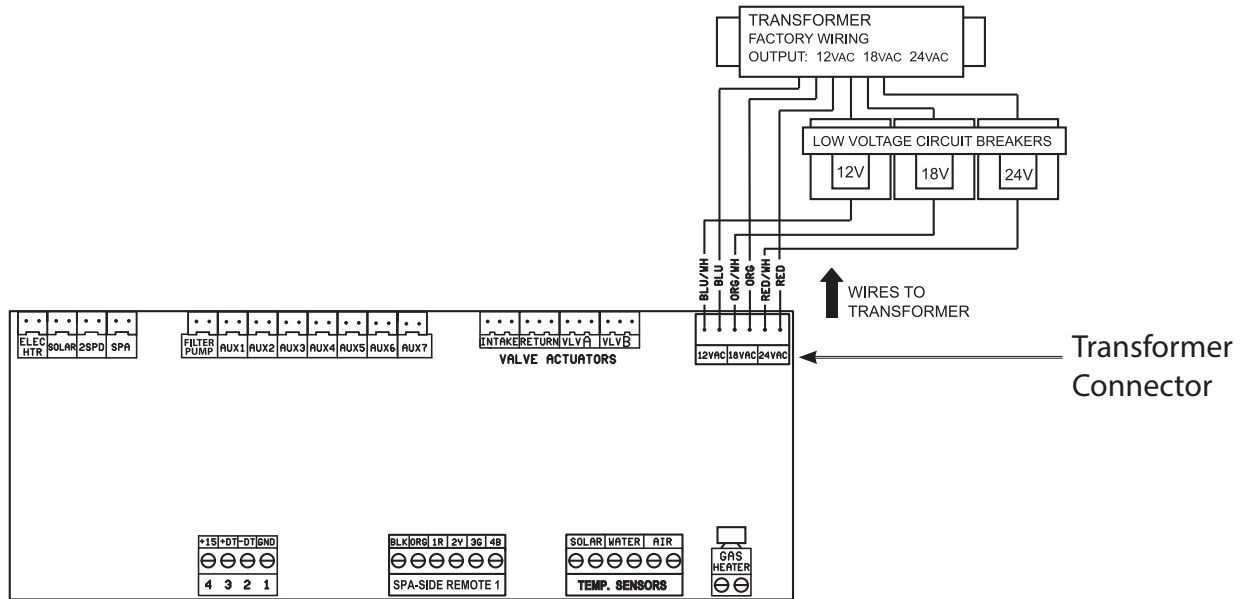 TRANSFORMER
FACTORY WIRING
OUTPUT: 12VAC 18VAC 24VAC
LOW VOLTAGE CIRCUIT BREAKERS
12V 18V 24V
BLU/WH
BLU
ORG/WH
ORG
RED/WH
RED
WIRES TO
TRANSFORMER
ELEC
HTR
SOLAR 2SPD SPA
FILTER
PUMP
AUX1 AUX2 AUX3 AUX4 AUX5 AUX6 AUX7
INTAKE RETURN VLV A VLV B
VALVE ACTUATORS
12VAC 18VAC 24VAC
Transformer
Connector
+15 +DT -DT GND
4 3 2 1
BLK ORG 1R 2Y 3G 4B
SPA-SIDE REMOTE 1
SOLAR WATER AIR
TEMP. SENSORS
GAS
HEATER